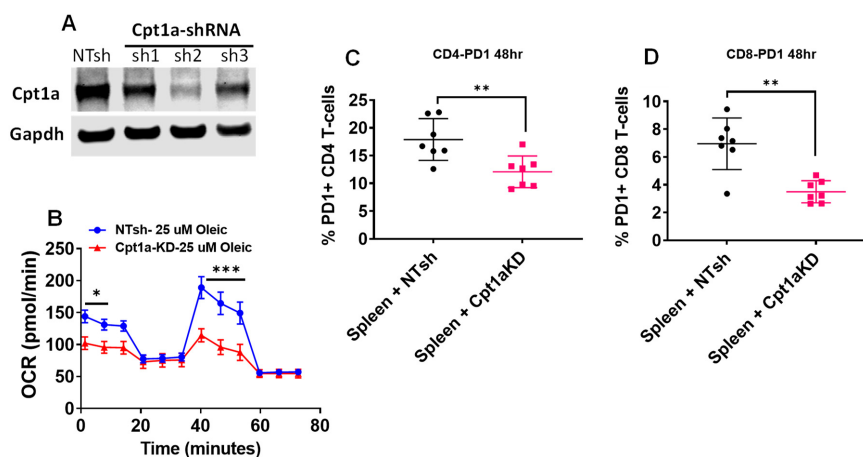 A
Cpt1a-shRNA
NTsh sh1 sh2 sh3
Cpt1a
Gapdh
B
NTsh- 25 uM Oleic
Cpt1a-KD-25 uM Oleic
OCR (pmol/min)
250
200
150
100
50
0
*
***
0 20 40 60 80
Time (minutes)
C
CD4-PD1 48hr
**
% PD1+ CD4 T-cells
25
20
15
10
5
0
Spleen + NTsh
Spleen + Cpt1aKD
D
CD8-PD1 48hr
**
% PD1+ CD8 T-cells
10
8
6
4
2
0
Spleen + NTsh
Spleen + Cpt1aKD